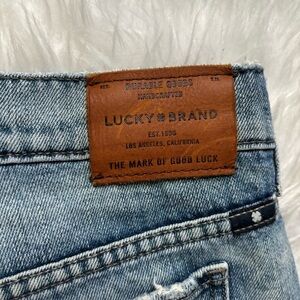 DURABLE GOODS
HANDCRAFTED
LUCKY BRAND
EST. 1990
LOS ANGELES, CALIFORNIA
THE MARK OF GOOD LUCK